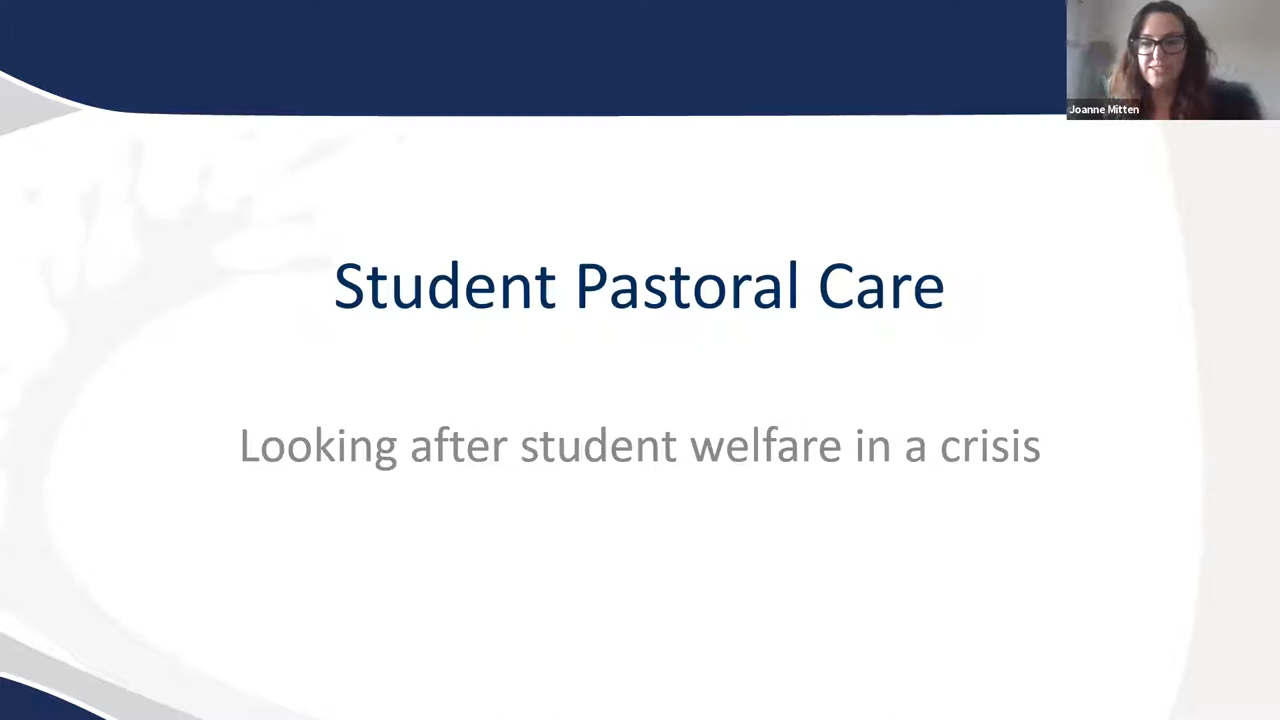 Joanne Mitten
Student Pastoral Care
Looking after student welfare in a crisis